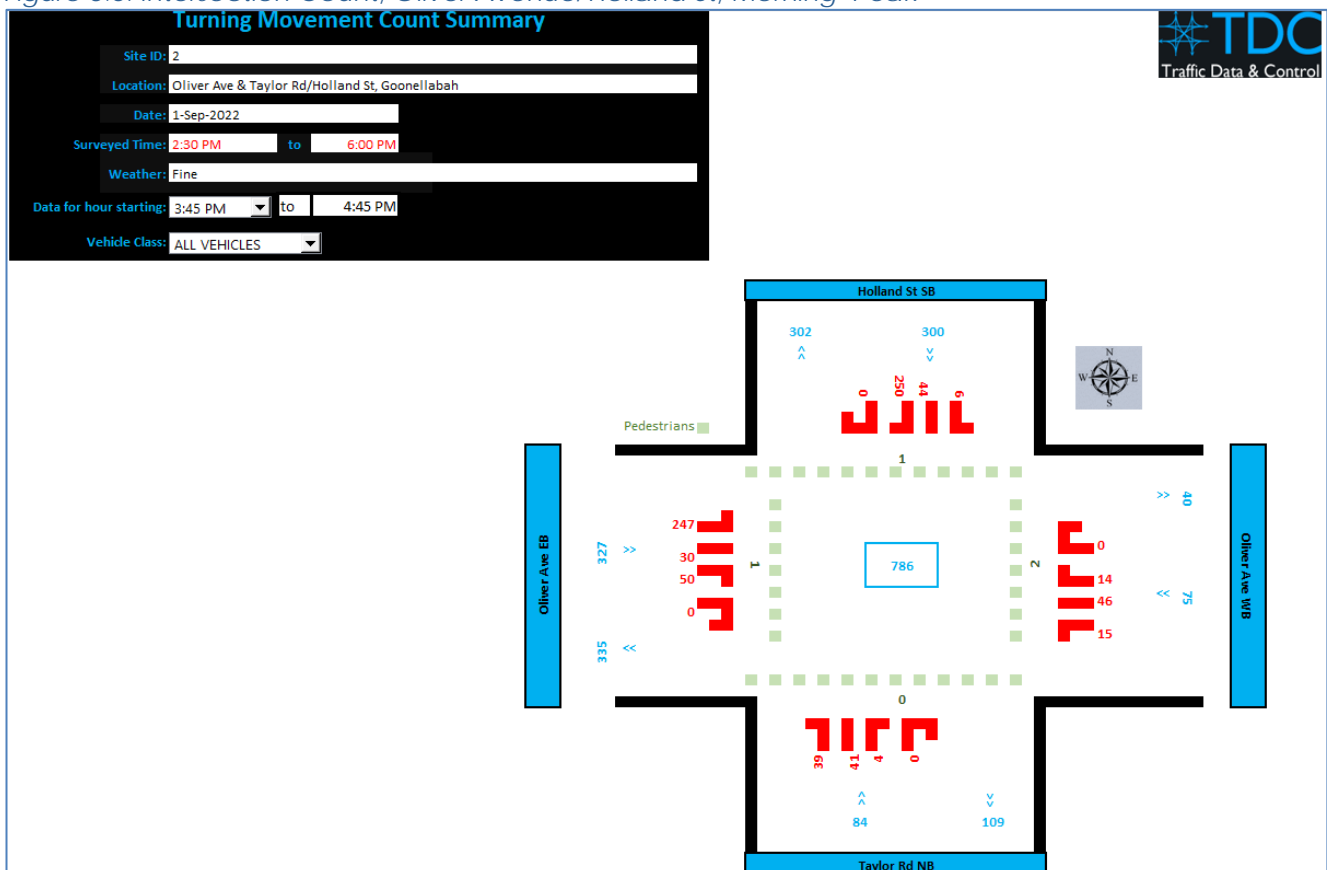 Turning Movement Count Summary
TDC
Traffic Data & Control
Site ID: 2
Location: Oliver Ave & Taylor Rd/Holland St, Goonellabah
Date: 1-Sep-2022
Surveyed Time: 2:30 PM to 6:00 PM
Weather: Fine
Data for hour starting: 3:45 PM to 4:45 PM
Vehicle Class: ALL VEHICLES
Holland St SB
302 300
<< >>
0 250 44 6
N
W E
S
Pedestrians
1
>> 40
247
30
50
0
327 >>
Oliver Ave EB
1
786
2
0
14
46
15
Oliver Ave WB
<< 75
335 <<
0
39 41 4 0
<< >>
84 109
Taylor Rd NB